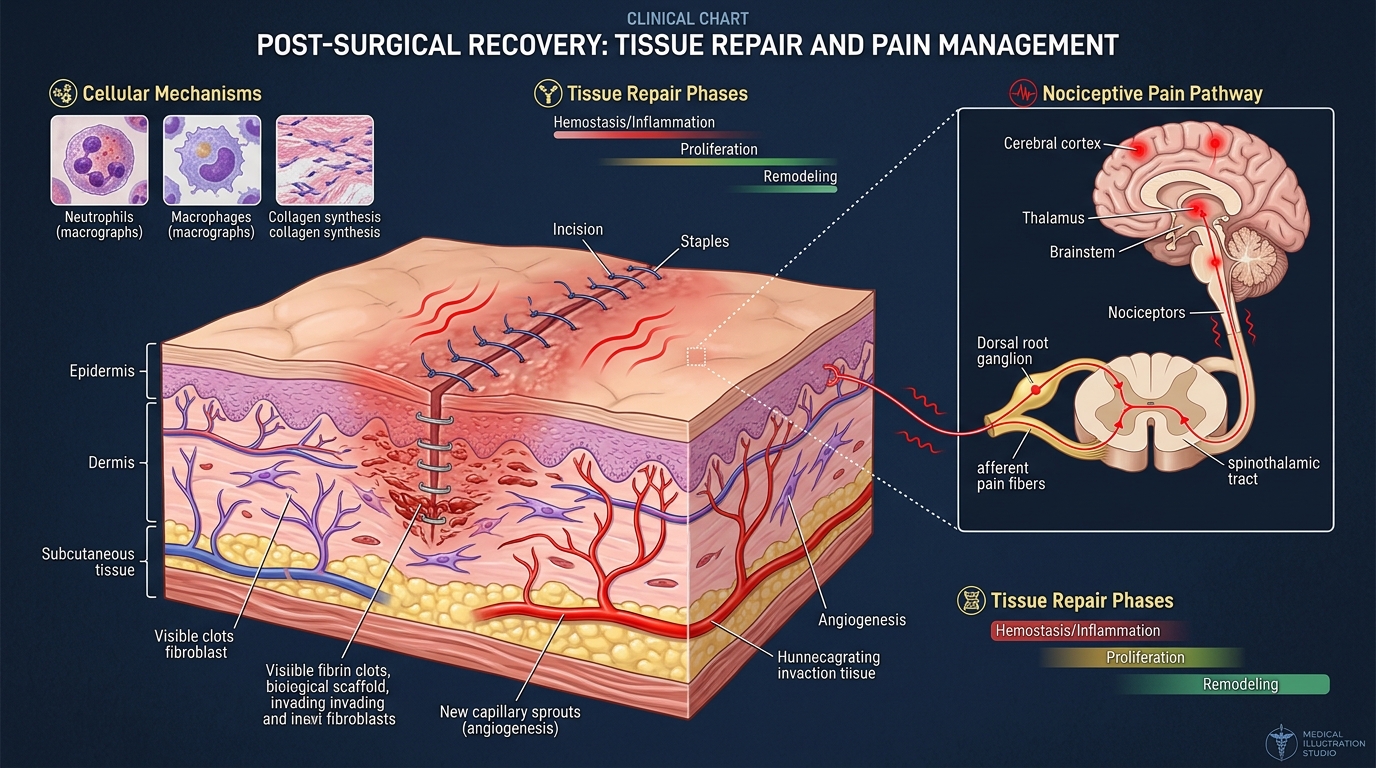 CLINICAL CHART
POST-SURGICAL RECOVERY: TISSUE REPAIR AND PAIN MANAGEMENT
Cellular Mechanisms
Neutrophils
(macrographs)
Macrophages
(macrographs)
Collagen synthesis
collagen synthesis
Tissue Repair Phases
Hemostasis/Inflammation
Proliferation
Remodeling
Nociceptive Pain Pathway
Cerebral cortex
Thalamus
Brainstem
Nociceptors
Dorsal root
ganglion
afferent
pain fibers
spinothalamic
tract
Incision
Staples
Epidermis
Dermis
Subcutaneous
tissue
Visible clots
fibroblast
Visiible fibrin clots,
biological scaffold,
invading invading
and inevi fibroblasts
New capillary sprouts
(angiogenesis)
Angiogenesis
Hunnecagrating
invaction tissue
Tissue Repair Phases
Hemostasis/Inflammation
Proliferation
Remodeling
MEDICAL
ILLUCTRATION
STUDIO